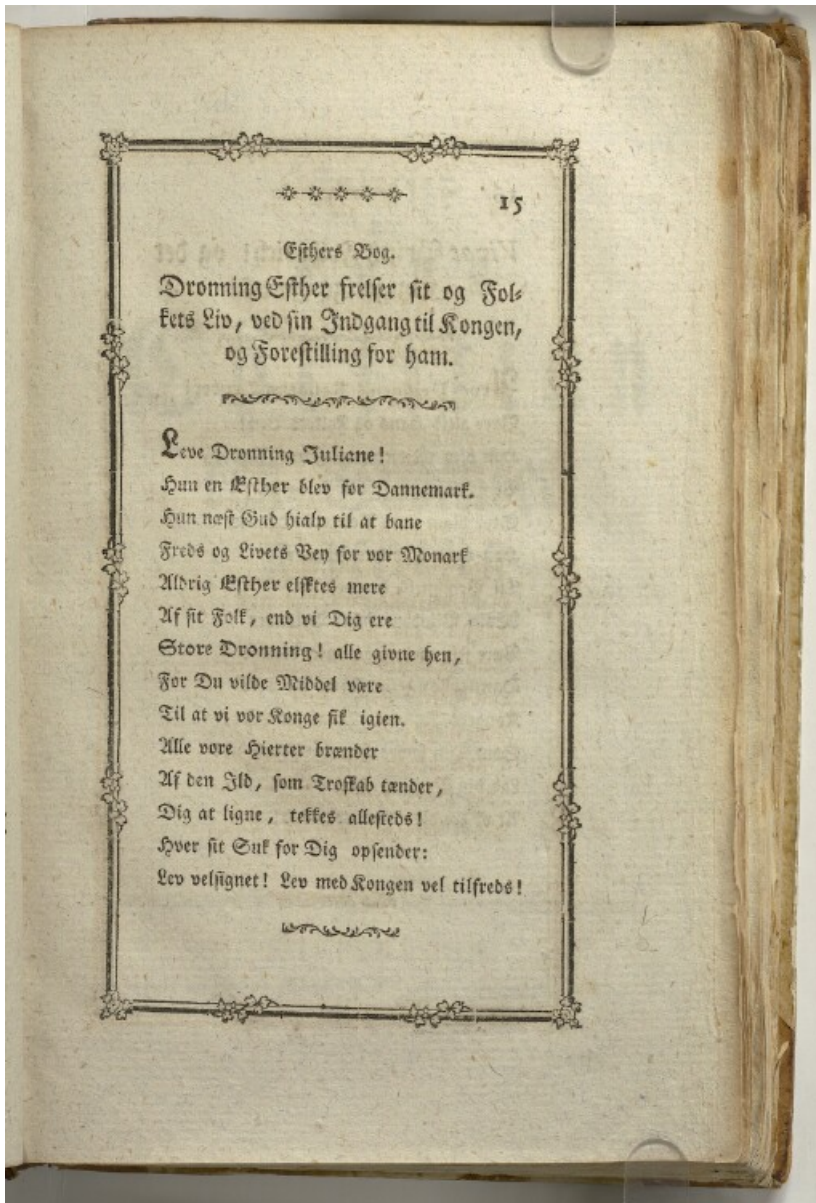 15
Esthers Bog.
Dronning Esther frelser sit og Fol-
kets Liv, ved sin Indgang til Kongen,
og Forestilling for ham.
Leve Dronning Juliane!
Hun en Esther blev for Dannemark.
Hun næst Gud hialp til at bane
Freds og Livets Vey for vor Monark
Aldrig Esther elsktes mere
Af sit Folk, end vi Dig ere
Store Dronning! alle givne hen,
For Du vilde Middel være
Til at vi vor Konge fik igien.
Alle vore Hierter brænder
Af den Ild, som Troskab tænder,
Dig at ligne, tekkes allesteds!
Hver sit Suk for Dig opsender:
Lev velsignet! Lev med Kongen vel tilfreds!